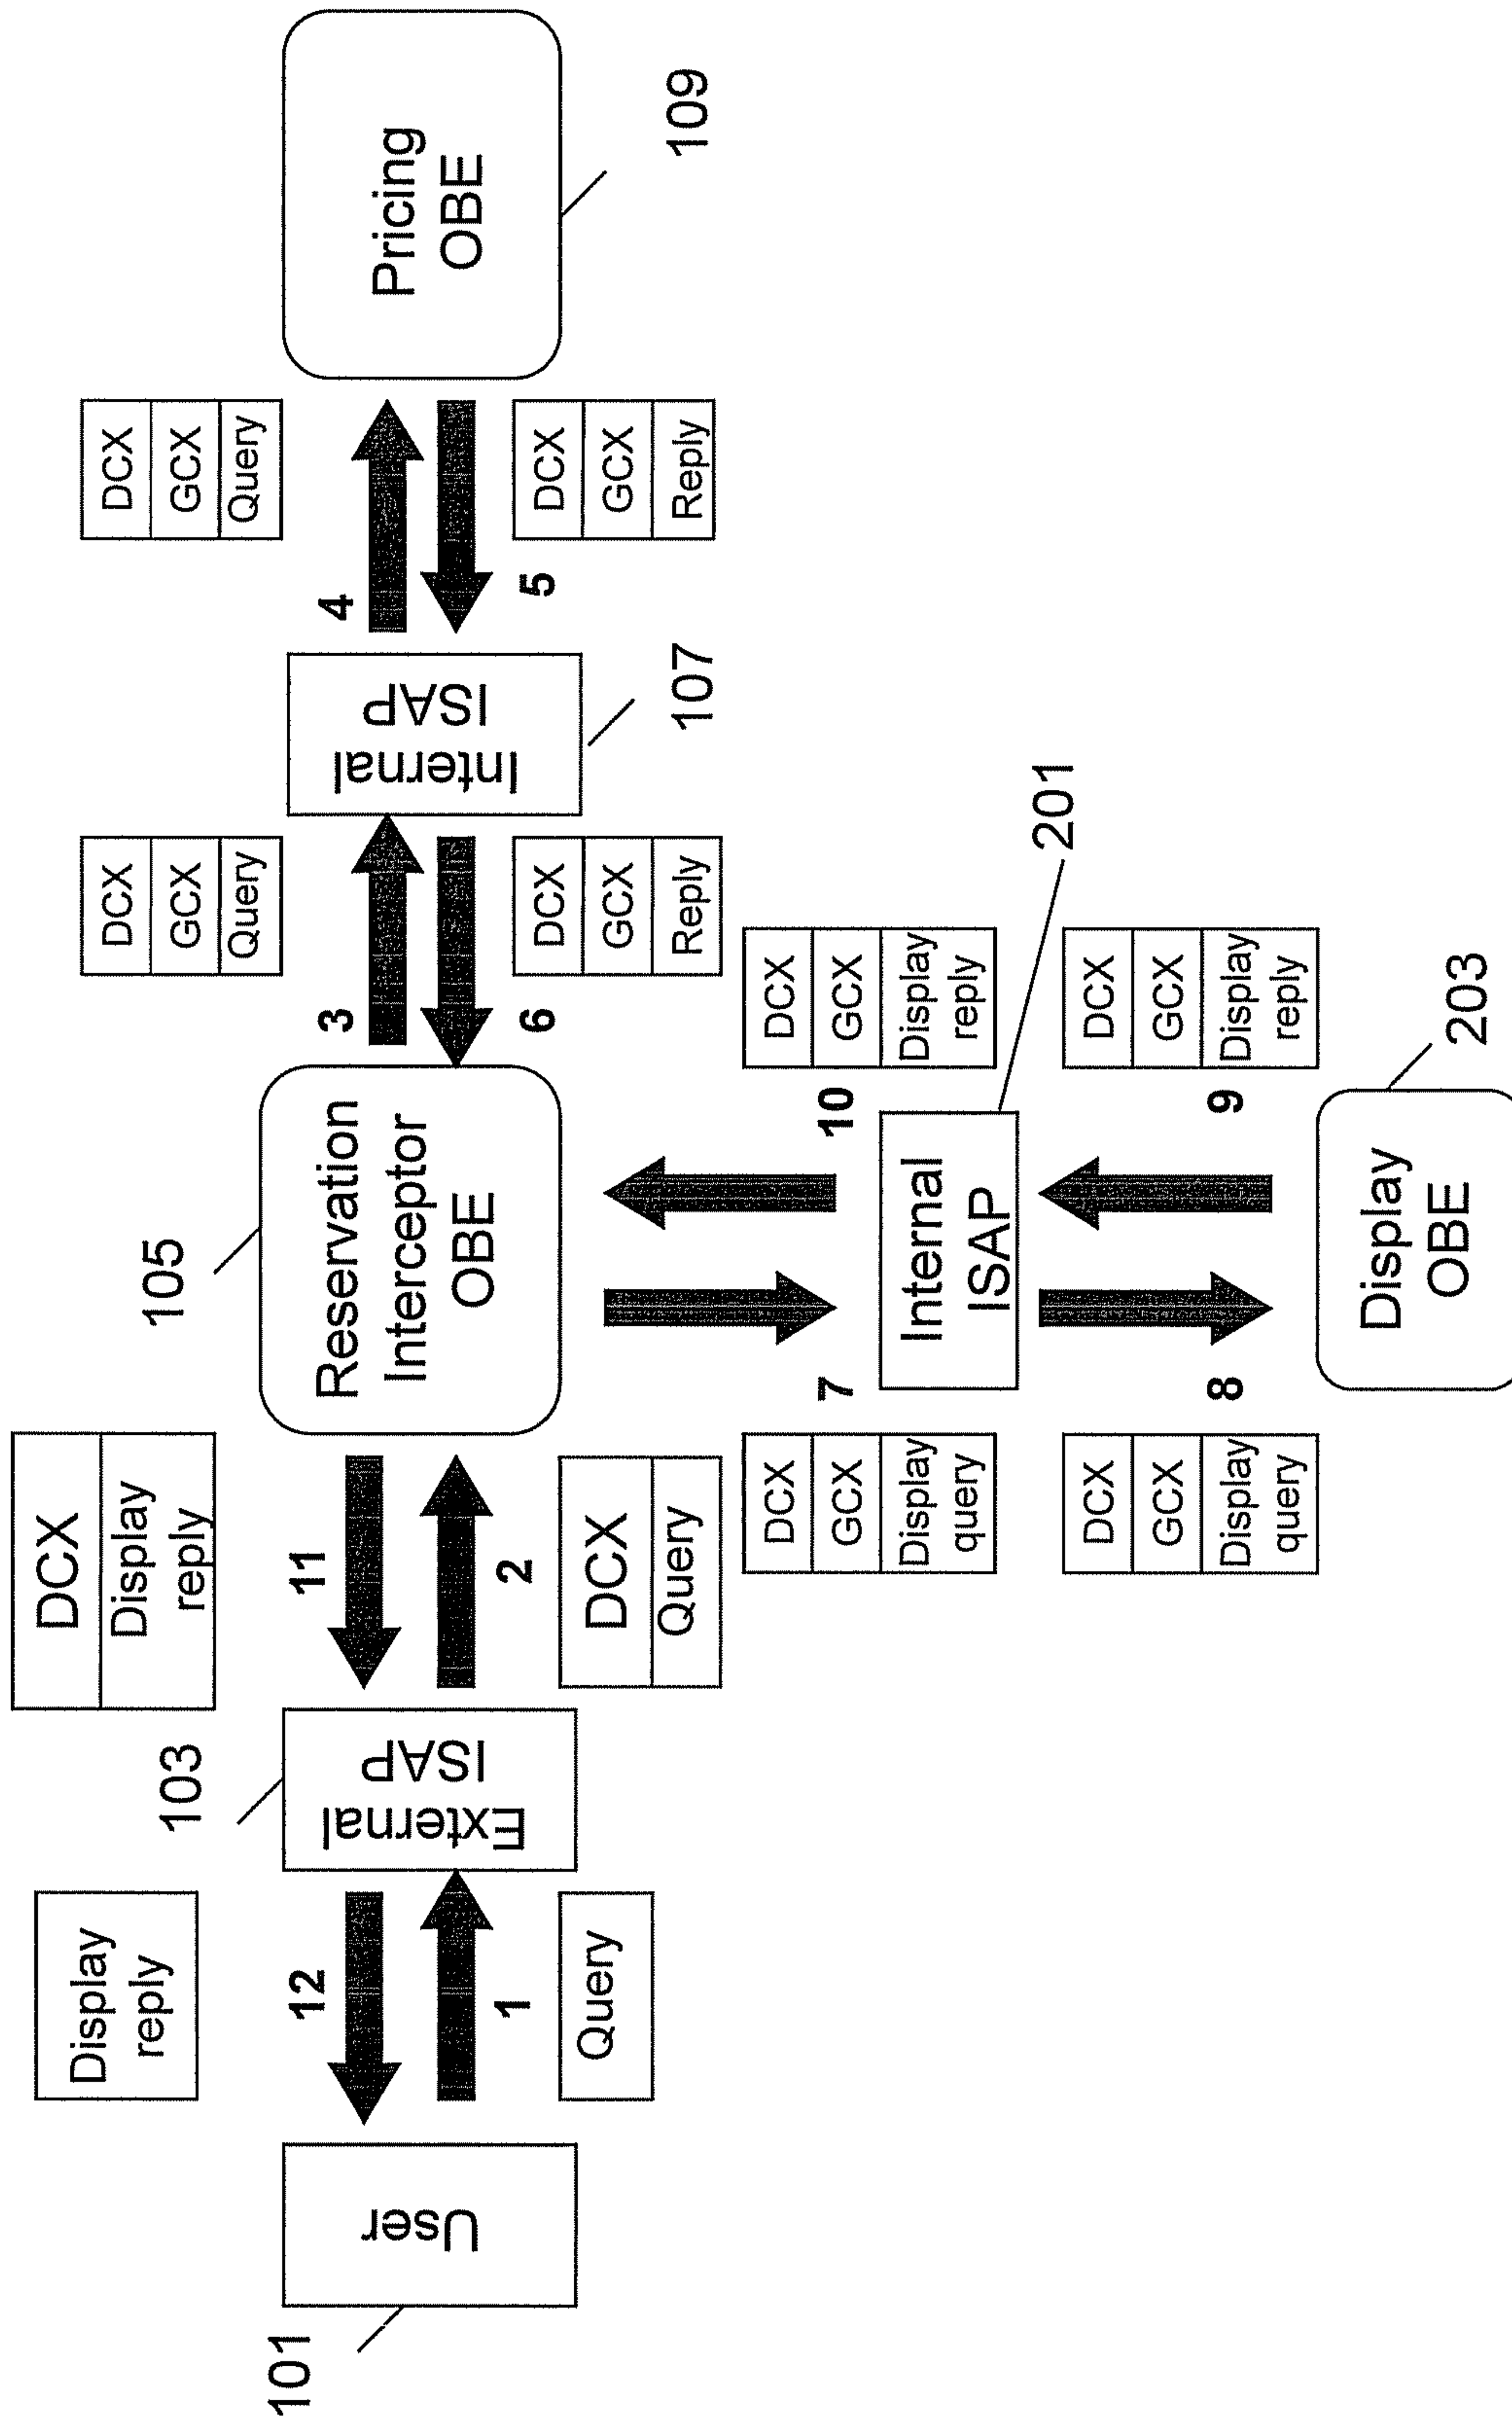 Display
reply
DCX
Display
reply
DCX
GCX
Query
DCX
GCX
Query
101
12
103
11
105
3
4
User
External
ISAP
Reservation
Interceptor
OBE
Internal
ISAP
Pricing
OBE
1
2
6
5
Query
DCX
Query
DCX
GCX
Reply
107
DCX
GCX
Reply
109
DCX
GCX
Display
query
7
10
DCX
GCX
Display
reply
Internal
ISAP
201
DCX
GCX
Display
query
8
9
DCX
GCX
Display
reply
Display
OBE
203